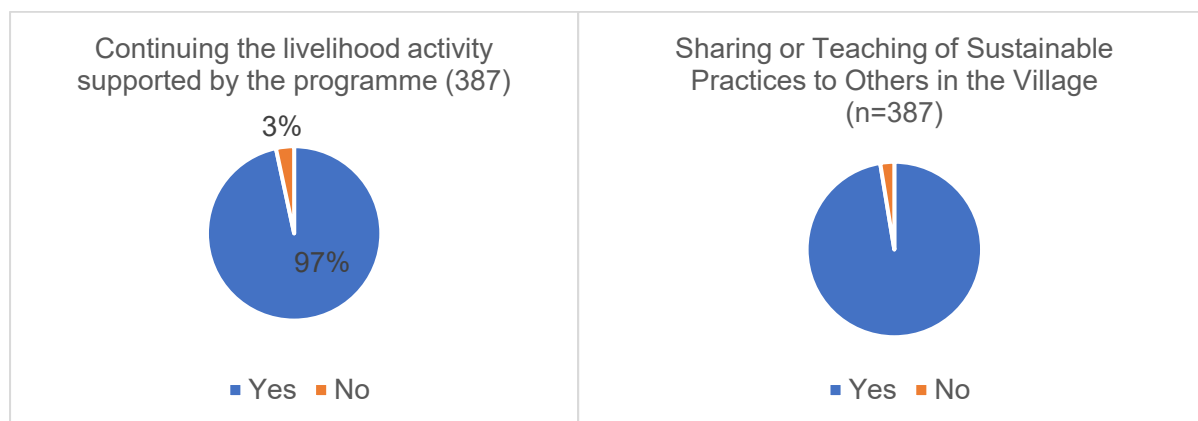 Continuing the livelihood activity
supported by the programme (387)
3%
97%
Yes No
Sharing or Teaching of Sustainable
Practices to Others in the Village
(n=387)
Yes No